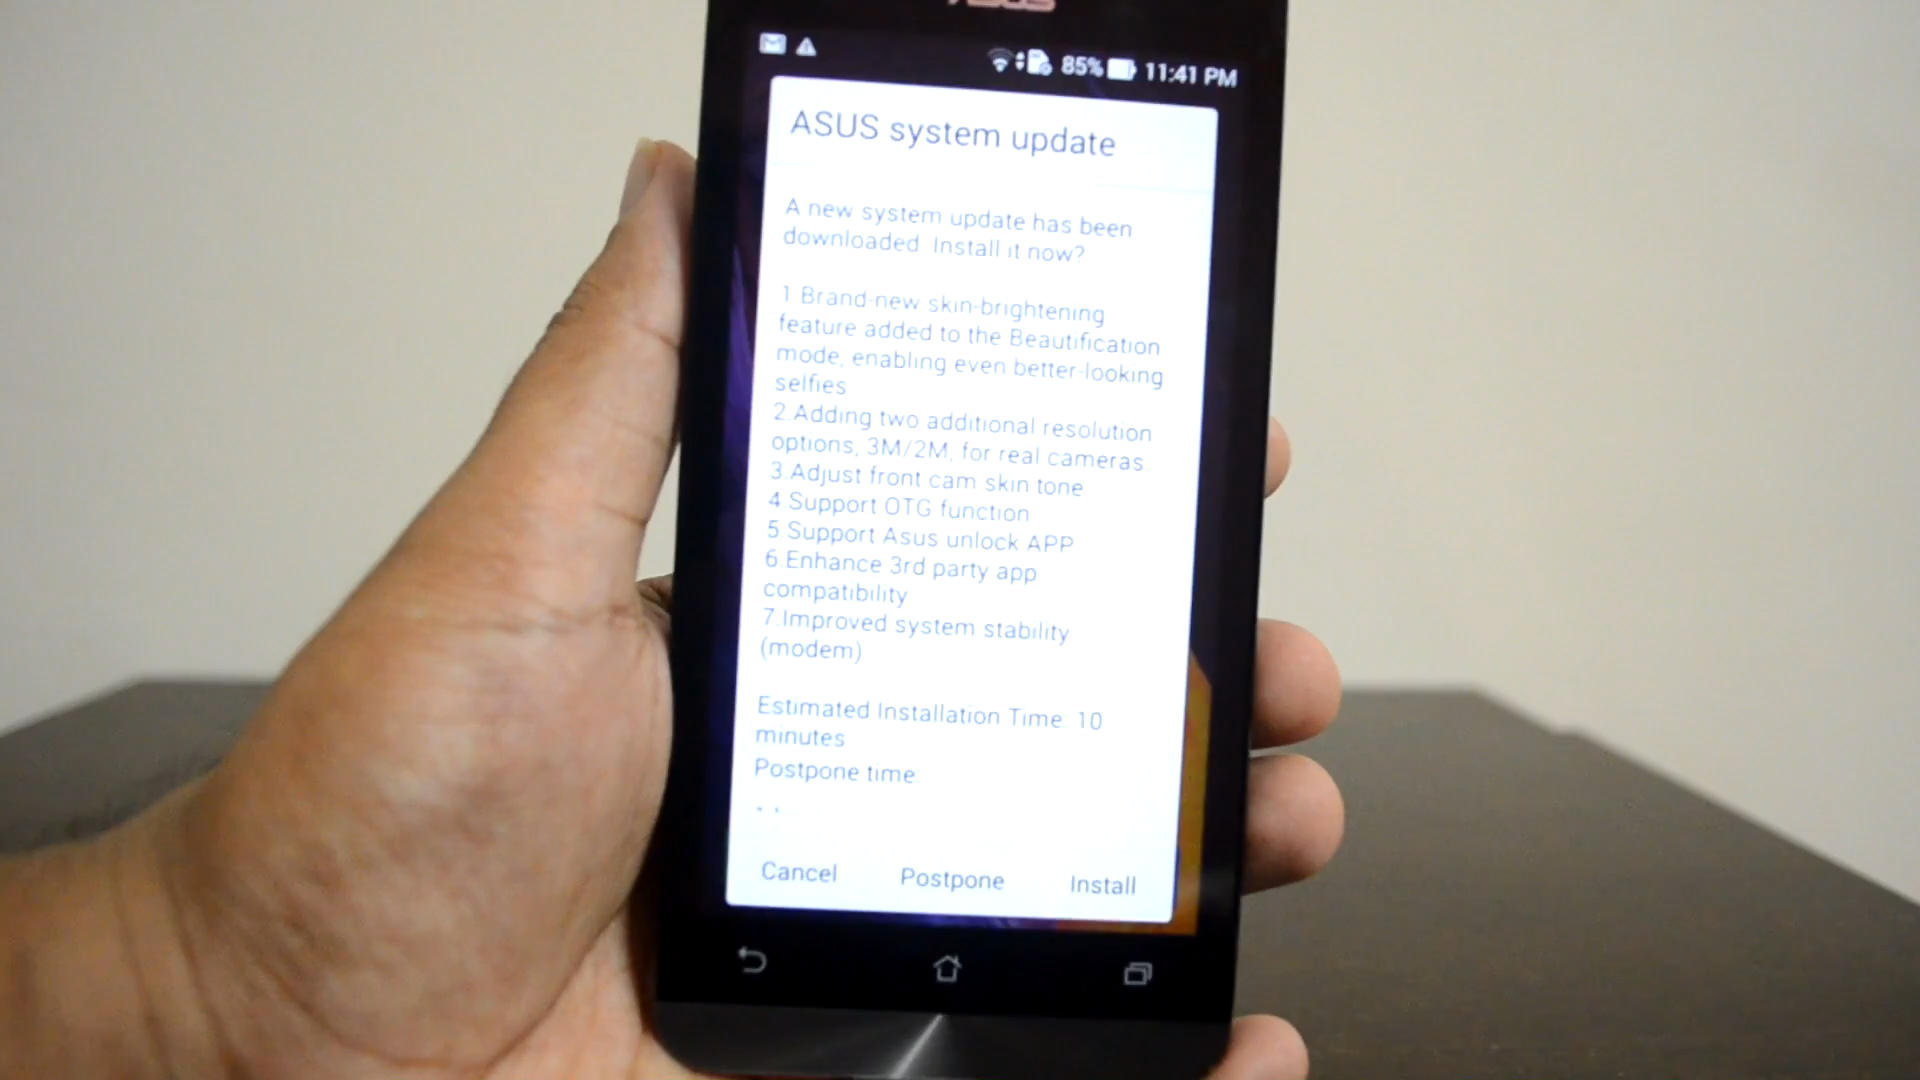 ASUS
85% 11:41 PM
ASUS system update
A new system update has been
downloaded. Install it now?
1.Brand-new skin-brightening
feature added to the Beautification
mode, enabling even better-looking
selfies
2.Adding two additional resolution
options, 3M/2M, for real cameras.
3.Adjust front cam skin tone
4.Support OTG function
5.Support Asus unlock APP
6.Enhance 3rd party app
compatibility
7.Improved system stability
(modem)
Estimated Installation Time: 10
minutes
Postpone time:
Cancel Postpone Install